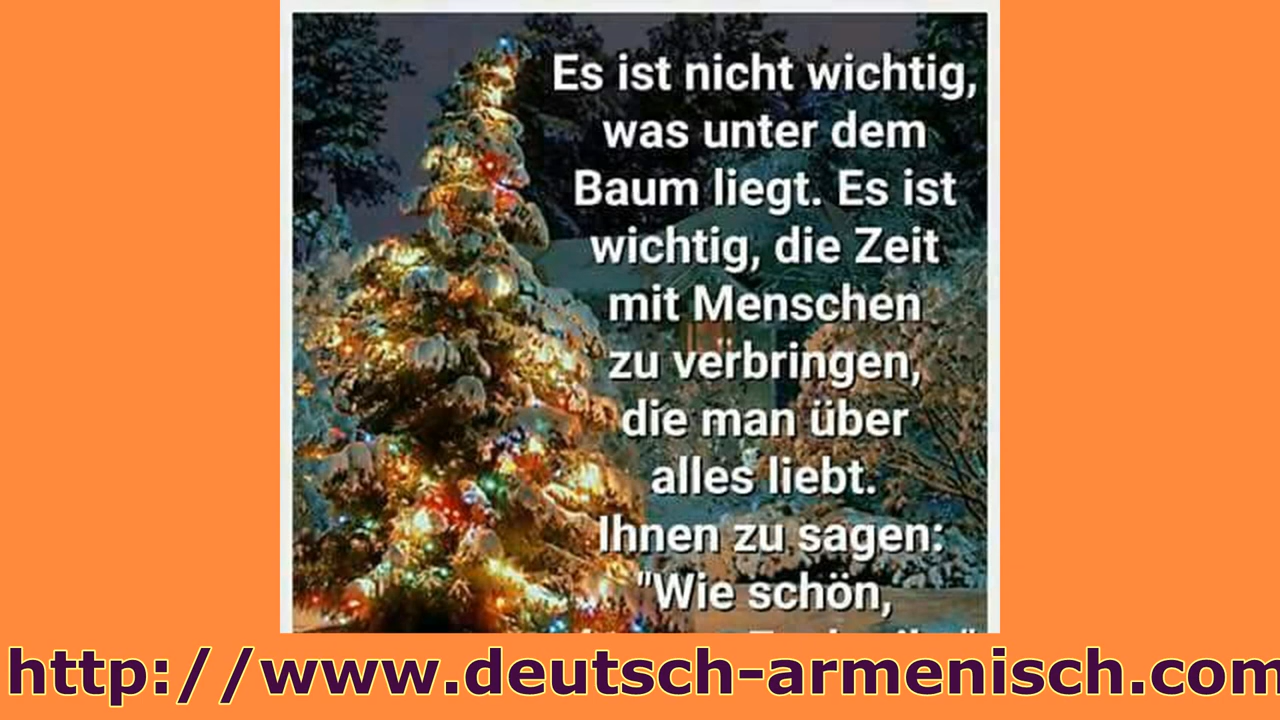 Es ist nicht wichtig,
was unter dem
Baum liegt. Es ist
wichtig, die Zeit
mit Menschen
zu verbringen,
die man über
alles liebt.
Ihnen zu sagen:
"Wie schön,
http://www.deutsch-armenisch.com